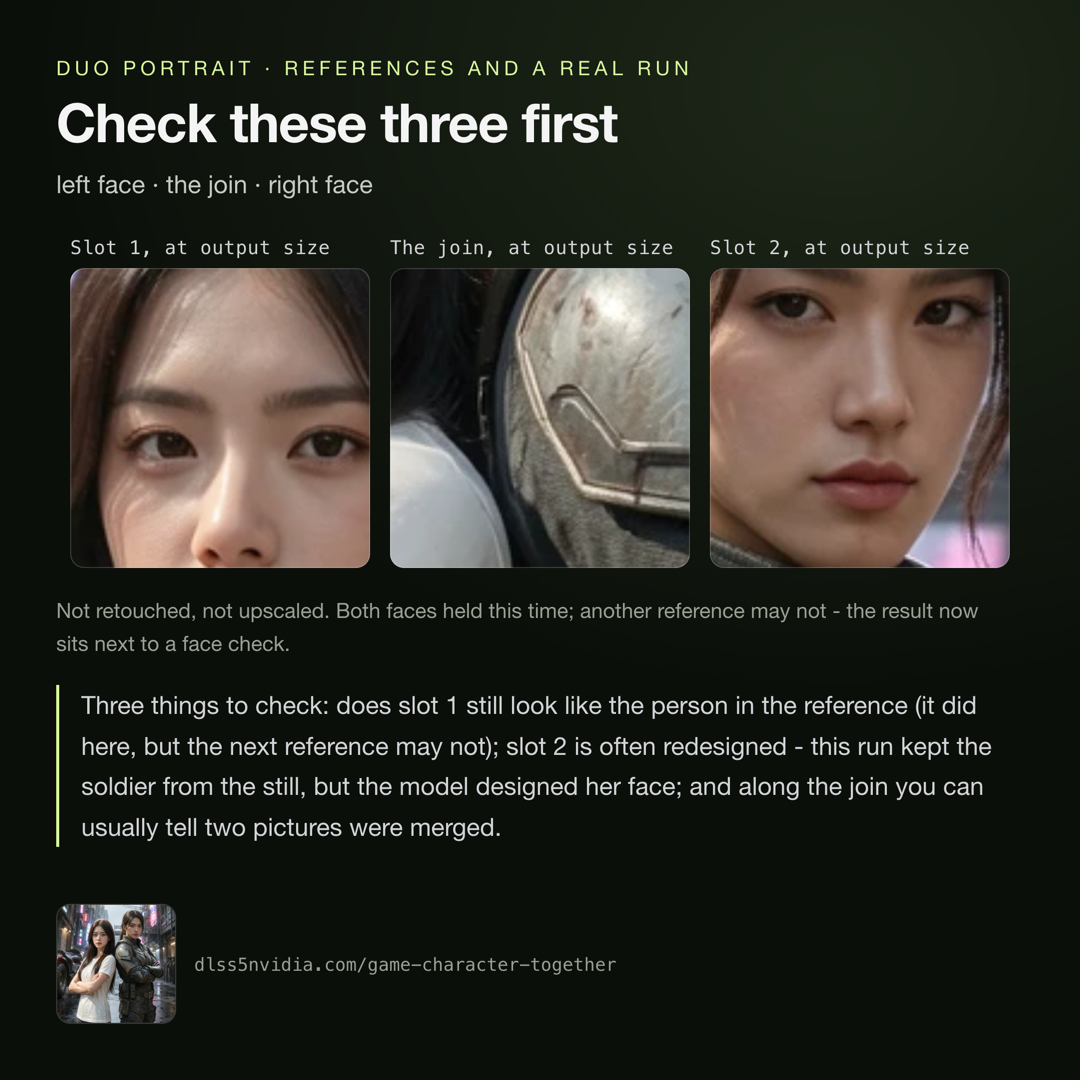 DUO PORTRAIT · REFERENCES AND A REAL RUN
Check these three first
left face · the join · right face
Slot 1, at output size
The join, at output size
Slot 2, at output size
Not retouched, not upscaled. Both faces held this time; another reference may not - the result now
sits next to a face check.
Three things to check: does slot 1 still look like the person in the reference (it did
here, but the next reference may not); slot 2 is often redesigned - this run kept the
soldier from the still, but the model designed her face; and along the join you can
usually tell two pictures were merged.
dlss5nvidia.com/game-character-together